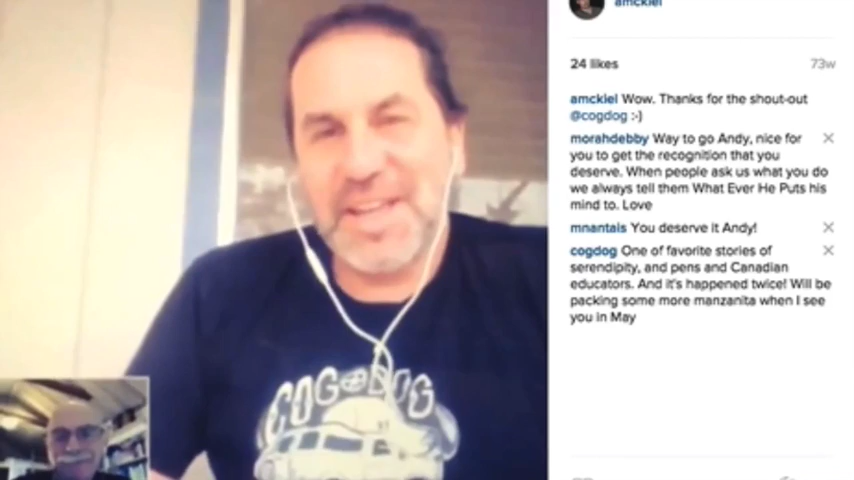 amckiel
24 likes
73w
amckiel Wow. Thanks for the shout-out
@cogdog :-)
morahdebby Way to go Andy, nice for
you to get the recognition that you
deserve. When people ask us what you do
we always tell them What Ever He Puts his
mind to. Love
mnantais You deserve it Andy!
cogdog One of favorite stories of
serendipity, and pens and Canadian
educators. And it's happened twice! Will be
packing some more manzanita when I see
you in May
COGDOG